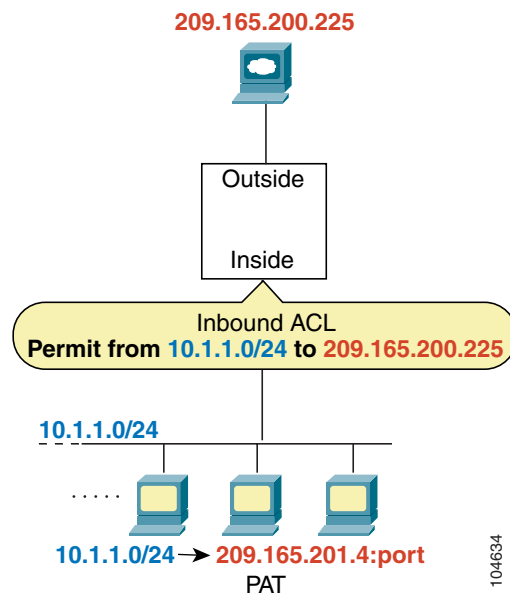 209.165.200.225
Outside
Inside
Inbound ACL
Permit from 10.1.1.0/24 to 209.165.200.225
10.1.1.0/24
10.1.1.0/24 → 209.165.201.4:port
PAT
104634